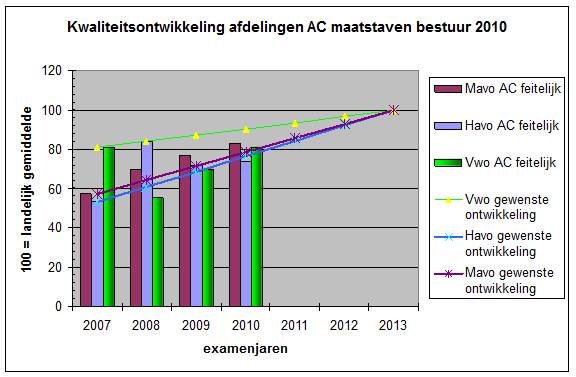 Kwaliteitsontwikkeling afdelingen AC maatstaven bestuur 2010
100 = landelijk gemiddelde
120
100
80
60
40
20
0
2007 2008 2009 2010 2011 2012 2013
examenjaren
Mavo AC feitelijk
Havo AC feitelijk
Vwo AC feitelijk
Vwo gewenste
ontwikkeling
Havo gewenste
ontwikkeling
Mavo gewenste
ontwikkeling